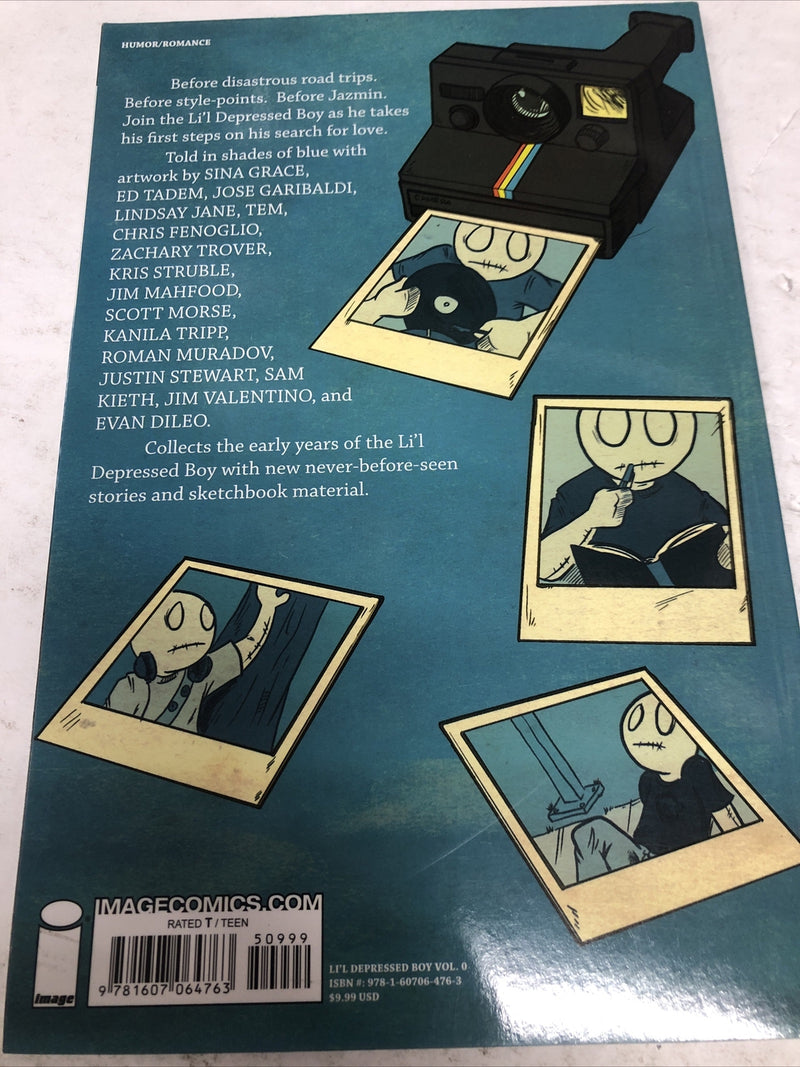 HUMOR/ROMANCE
Before disastrous road trips.
Before style-points. Before Jazmin.
Join the Li'l Depressed Boy as he takes
his first steps on his search for love.
Told in shades of blue with
artwork by SINA GRACE,
ED TADEM, JOSE GARIBALDI,
LINDSAY JANE, TEM,
CHRIS FENOGLIO,
ZACHARY TROVER,
KRIS STRUBLE,
JIM MAHFOOD,
SCOTT MORSE,
KANILA TRIPP,
ROMAN MURADOV,
JUSTIN STEWART, SAM
KIETH, JIM VALENTINO, and
EVAN DILEO.
Collects the early years of the Li'l
Depressed Boy with new never-before-seen
stories and sketchbook material.
CAMERA
IMAGECOMICS.COM
RATED T / TEEN
50999
9 781607 064763
image
LI'L DEPRESSED BOY VOL. 0
ISBN #: 978-1-60706-476-3
$9.99 USD